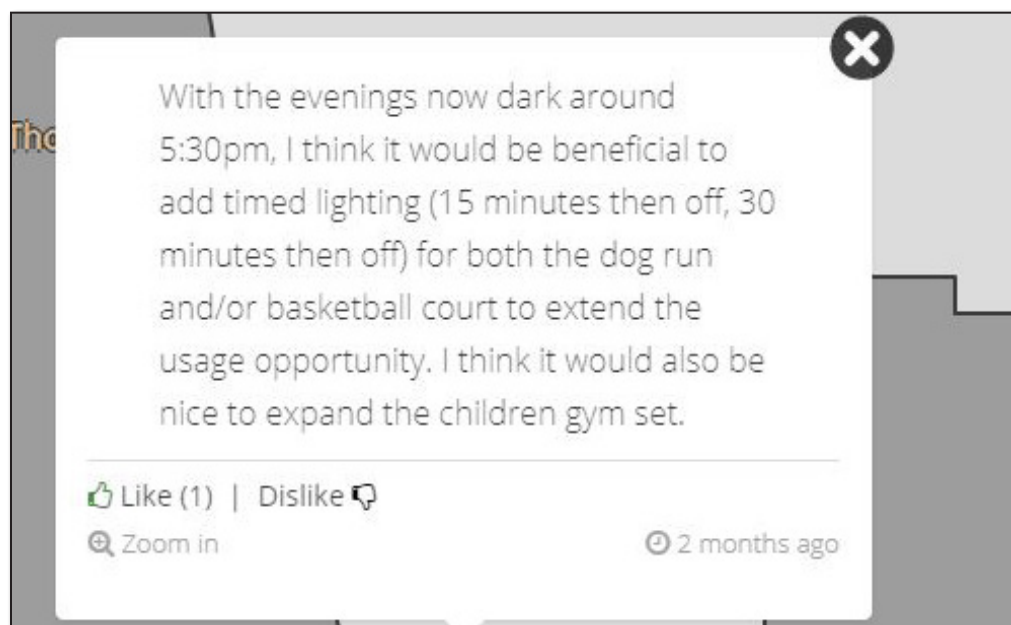 With the evenings now dark around
5:30pm, I think it would be beneficial to
Tho
add timed lighting (15 minutes then off, 30
minutes then off) for both the dog run
and/or basketball court to extend the
usage opportunity. I think it would also be
nice to expand the children gym set.
Like (1) | Dislike
Zoom in 2 months ago